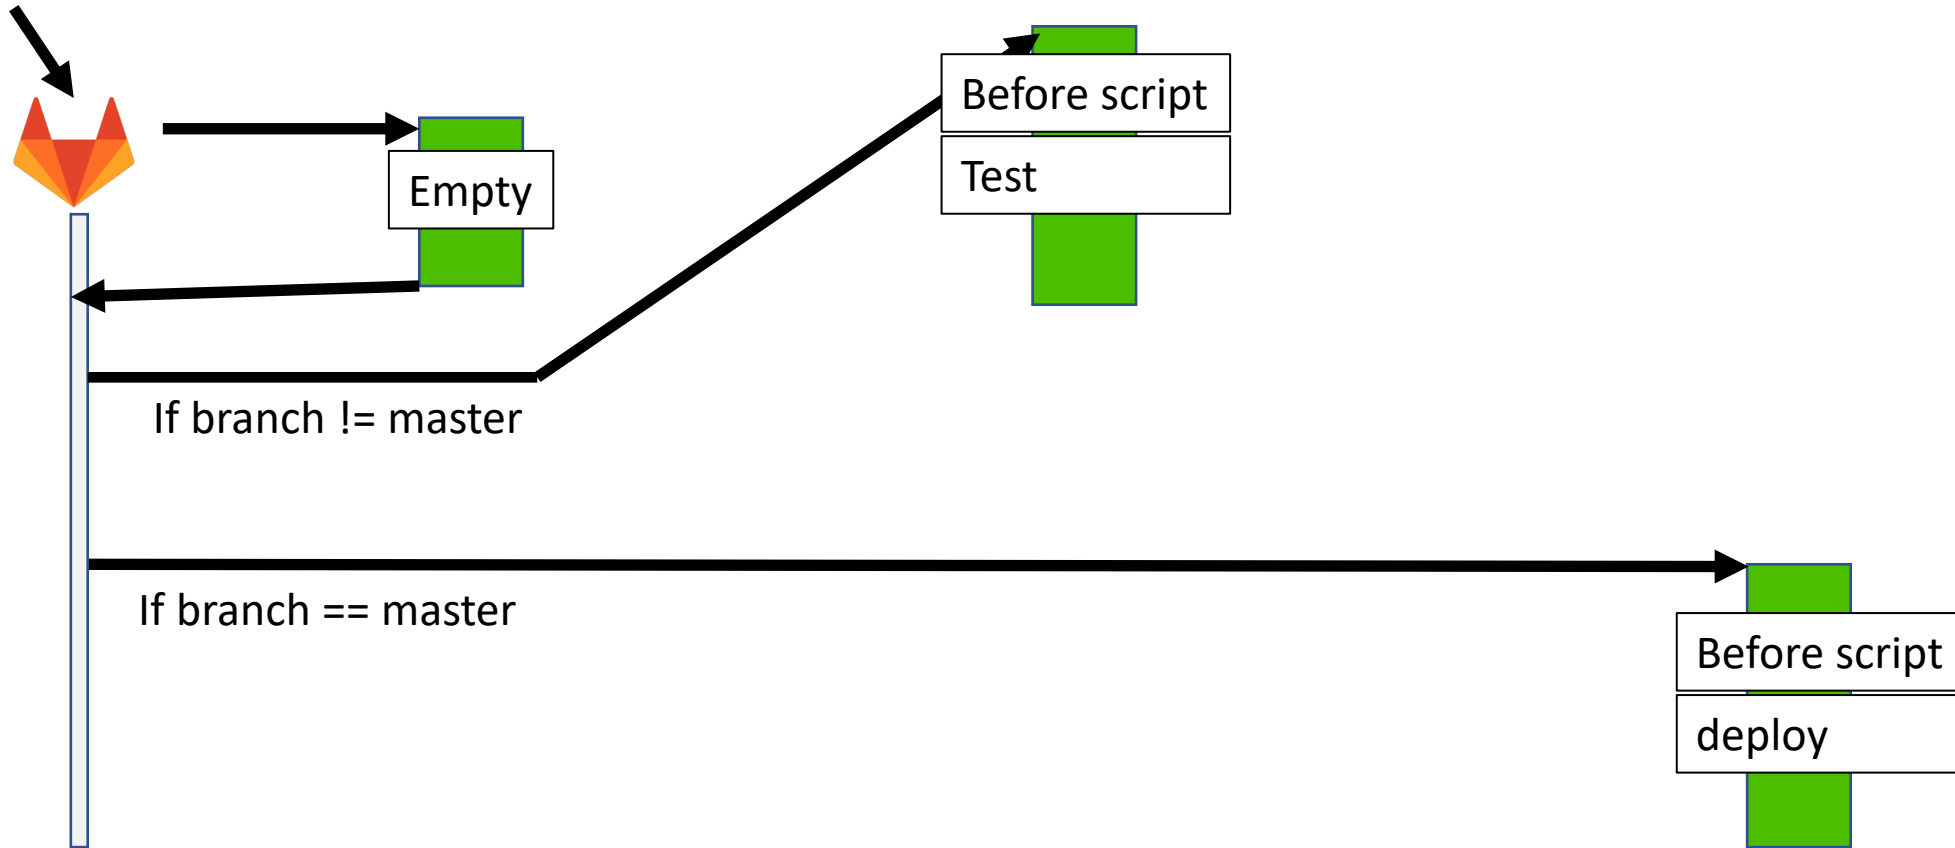 Before script
Test
Empty
If branch != master
If branch == master
Before script
deploy